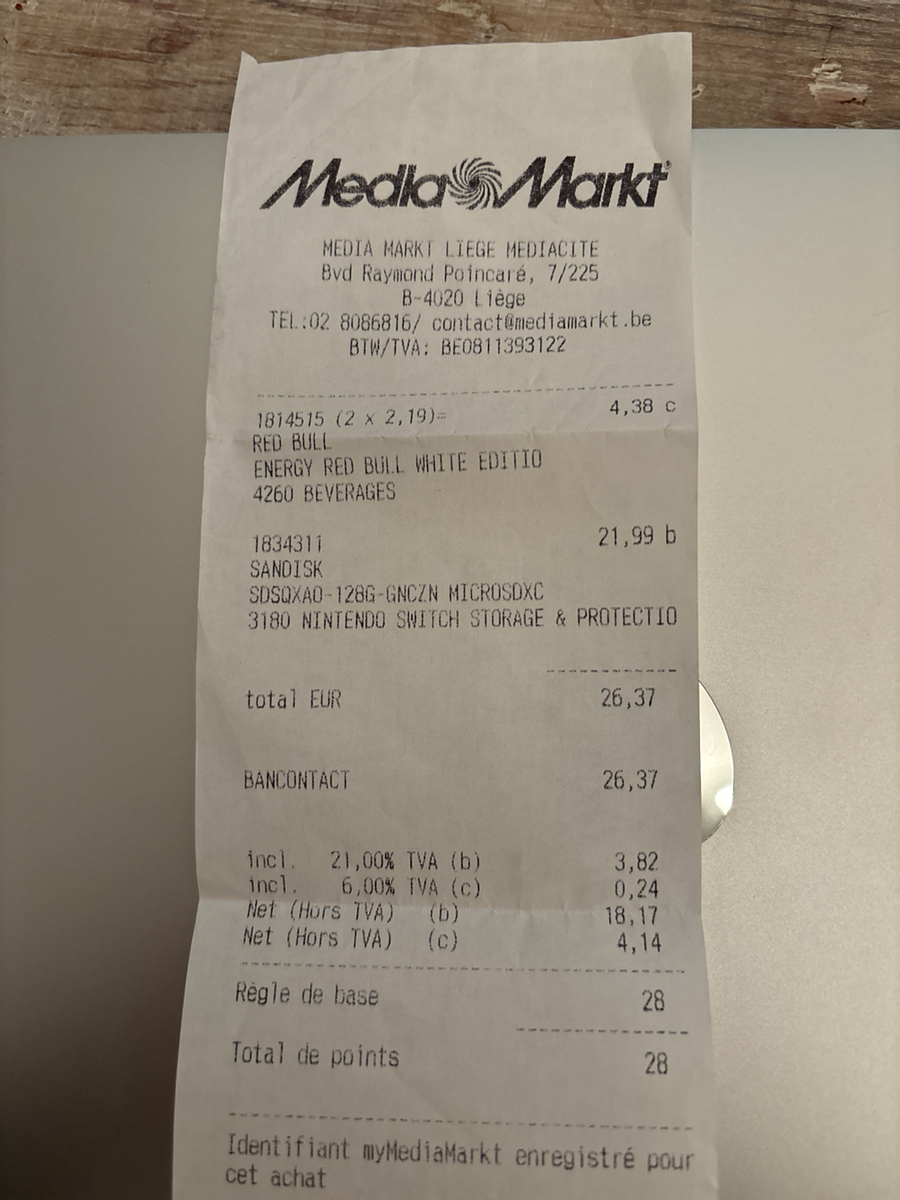 Media Markt
MEDIA MARKT LIEGE MEDIACITE
Bvd Raymond Poincaré, 7/225
B-4020 Liège
TEL:02 8086816/ contact@mediamarkt.be
BTW/TVA: BE0811393122
1814515 (2 x 2,19)= 4,38 c
RED BULL
ENERGY RED BULL WHITE EDITIO
4260 BEVERAGES
1834311 21,99 b
SANDISK
SDSQXAO-128G-GNCZN MICROSDXC
3180 NINTENDO SWITCH STORAGE & PROTECTIO
total EUR 26,37
BANCONTACT 26,37
incl. 21,00% TVA (b) 3,82
incl. 6,00% TVA (c) 0,24
Net (Hors TVA) (b) 18,17
Net (Hors TVA) (c) 4,14
Règle de base 28
Total de points 28
Identifiant myMediaMarkt enregistré pour
cet achat